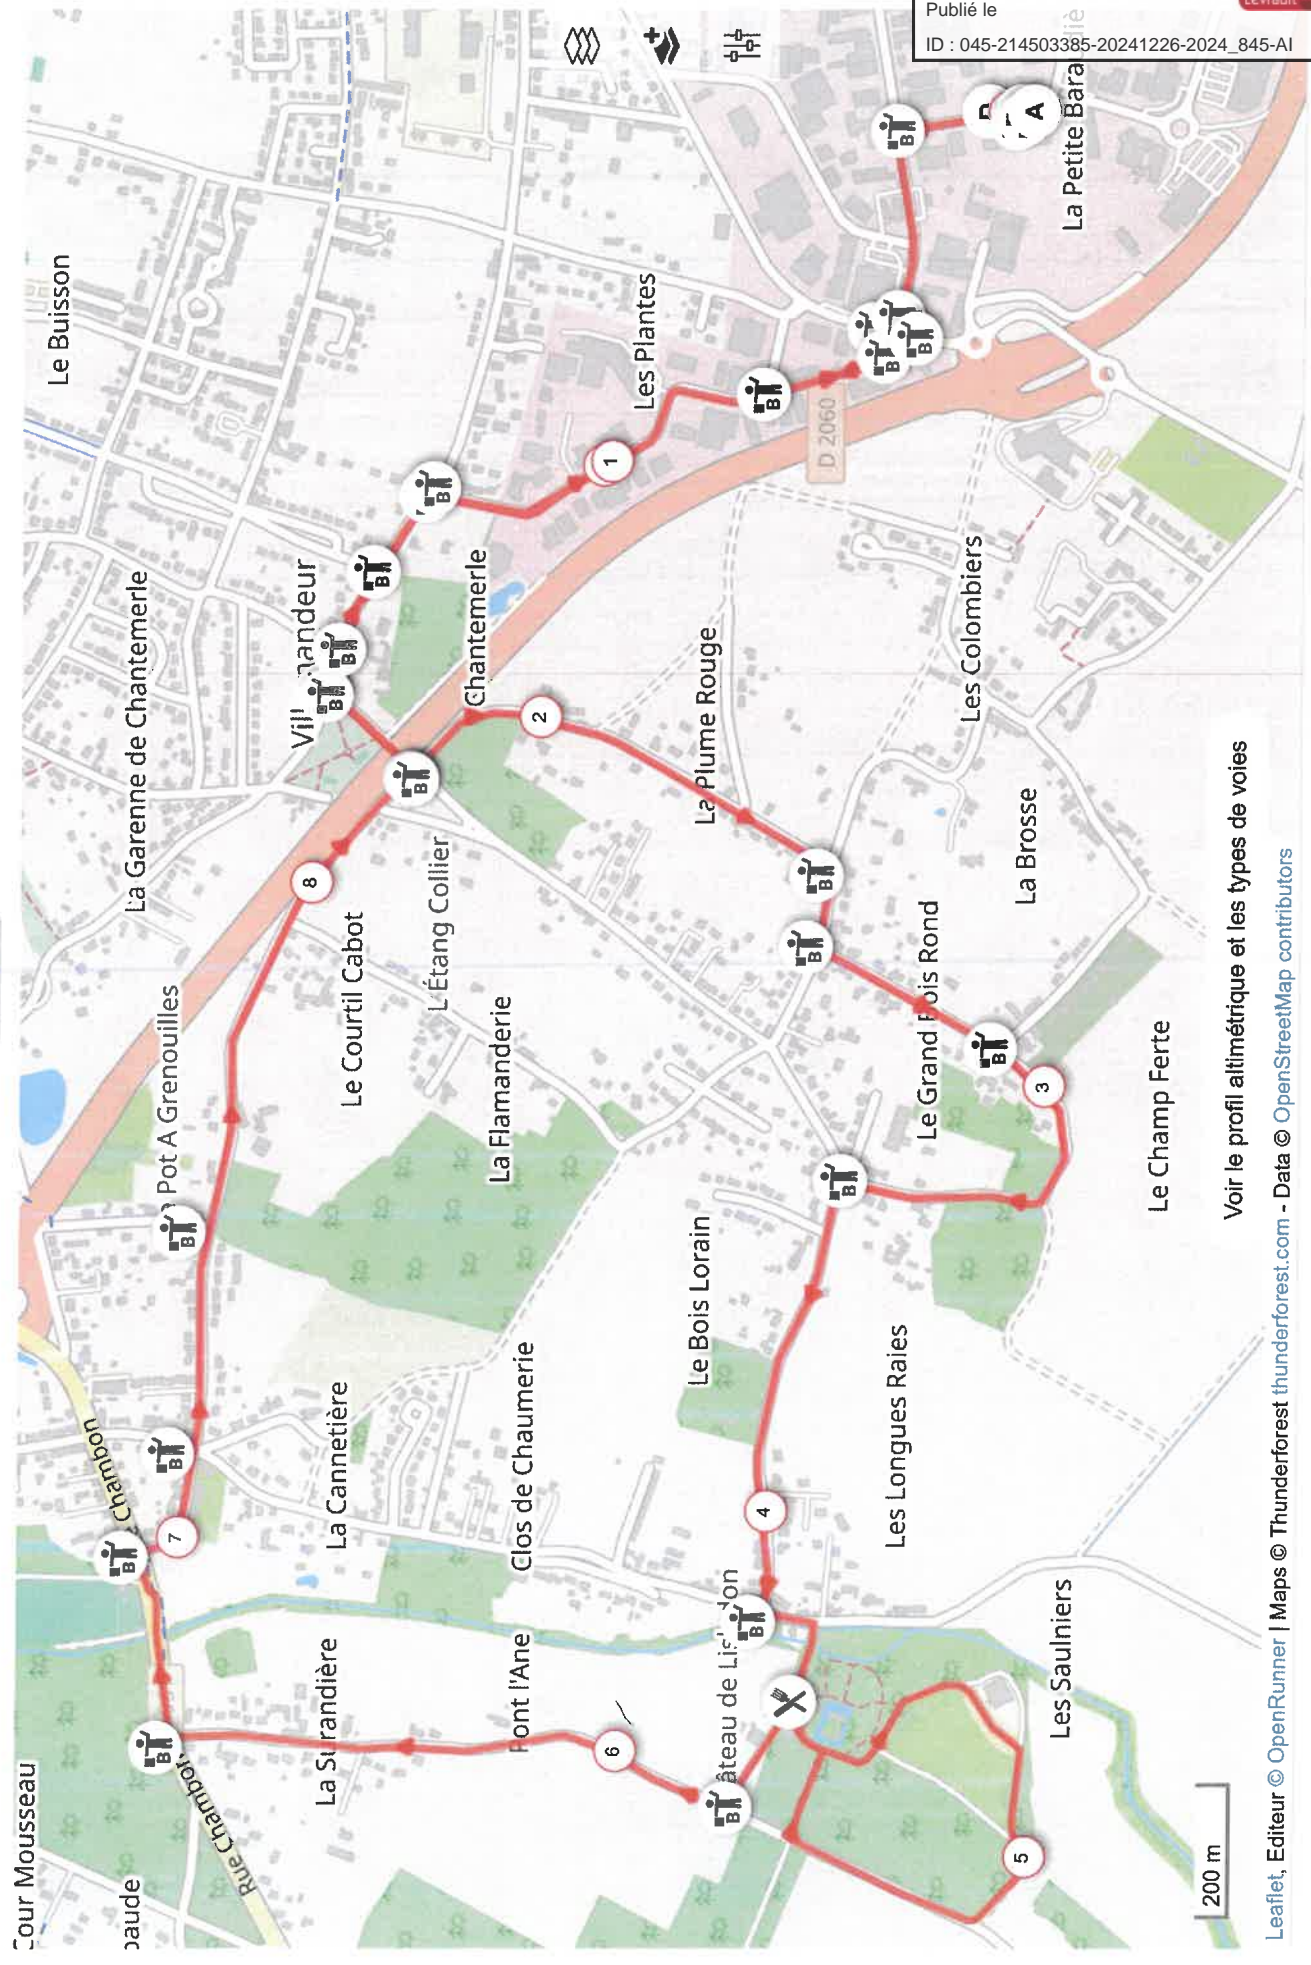 Publié le
ID : 045-214503385-20241226-2024_845-AI
Le Buisson
La Garenne de Chantemerle
Pot A Grenouilles
Chambon
Cour Mousseau
Rue Chambon
Chantemerle
Les Plantes
La Petite Bara
D 2060
Le Courtil Cabot
L'Étang Collier
La Flamanderie
La Cannetière
Clos de Chaumerie
Pont l'Ane
La Plume Rouge
Les Colombiers
La Brosse
Le Grand Bois Rond
Le Champ Ferte
Le Bois Lorain
Les Longues Raies
Les Saulniers
1
2
3
4
5
6
7
8
A
B
200 m
Voir le profil altimétrique et les types de voies
Leaflet, Editeur © OpenRunner | Maps © Thunderforest thunderforest.com - Data © OpenStreetMap contributors